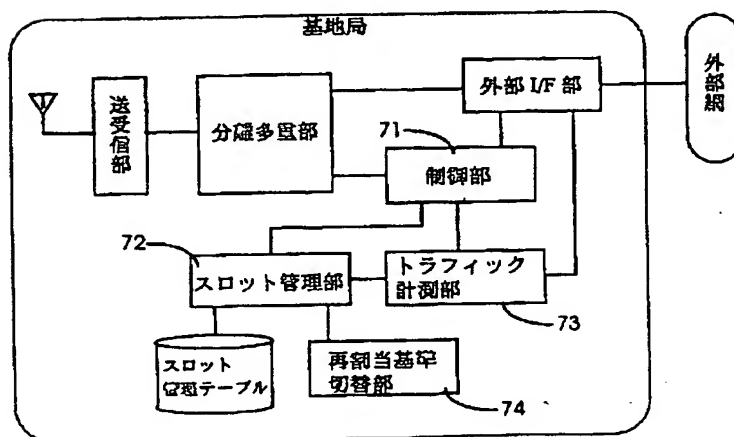 基地局
送受信部
分離多重部
外部 I/F 部
外部網
71
制御部
72
スロット管理部
トラフィック
計測部
73
スロット
管理テーブル
再割当基準
切替部
74